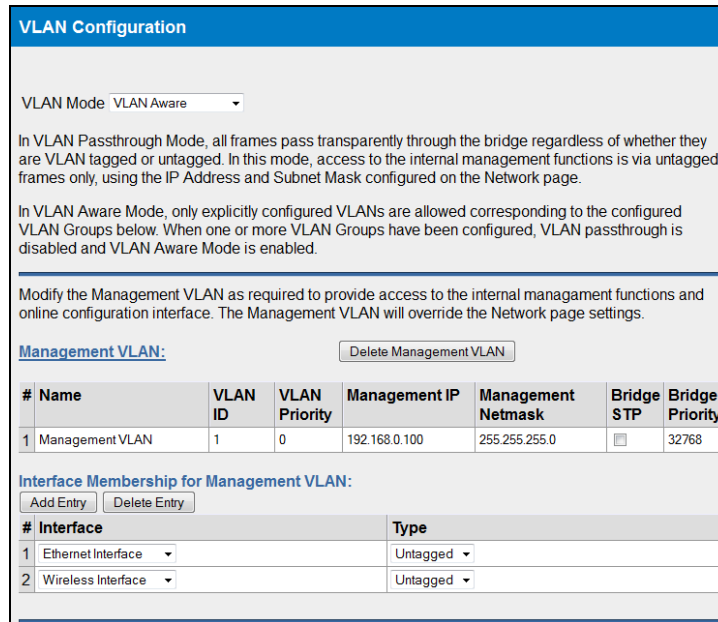 VLAN Configuration
VLAN Mode VLAN Aware
In VLAN Passthrough Mode, all frames pass transparently through the bridge regardless of whether they
are VLAN tagged or untagged. In this mode, access to the internal management functions is via untagged
frames only, using the IP Address and Subnet Mask configured on the Network page.
In VLAN Aware Mode, only explicitly configured VLANs are allowed corresponding to the configured
VLAN Groups below. When one or more VLAN Groups have been configured, VLAN passthrough is
disabled and VLAN Aware Mode is enabled.
Modify the Management VLAN as required to provide access to the internal managament functions and
online configuration interface. The Management VLAN will override the Network page settings.
Management VLAN: Delete Management VLAN
# Name VLAN ID VLAN Priority Management IP Management Netmask Bridge STP Bridge Priority
1 Management VLAN 1 0 192.168.0.100 255.255.255.0 32768
Interface Membership for Management VLAN:
Add Entry Delete Entry
# Interface Type
1 Ethernet Interface Untagged
2 Wireless Interface Untagged